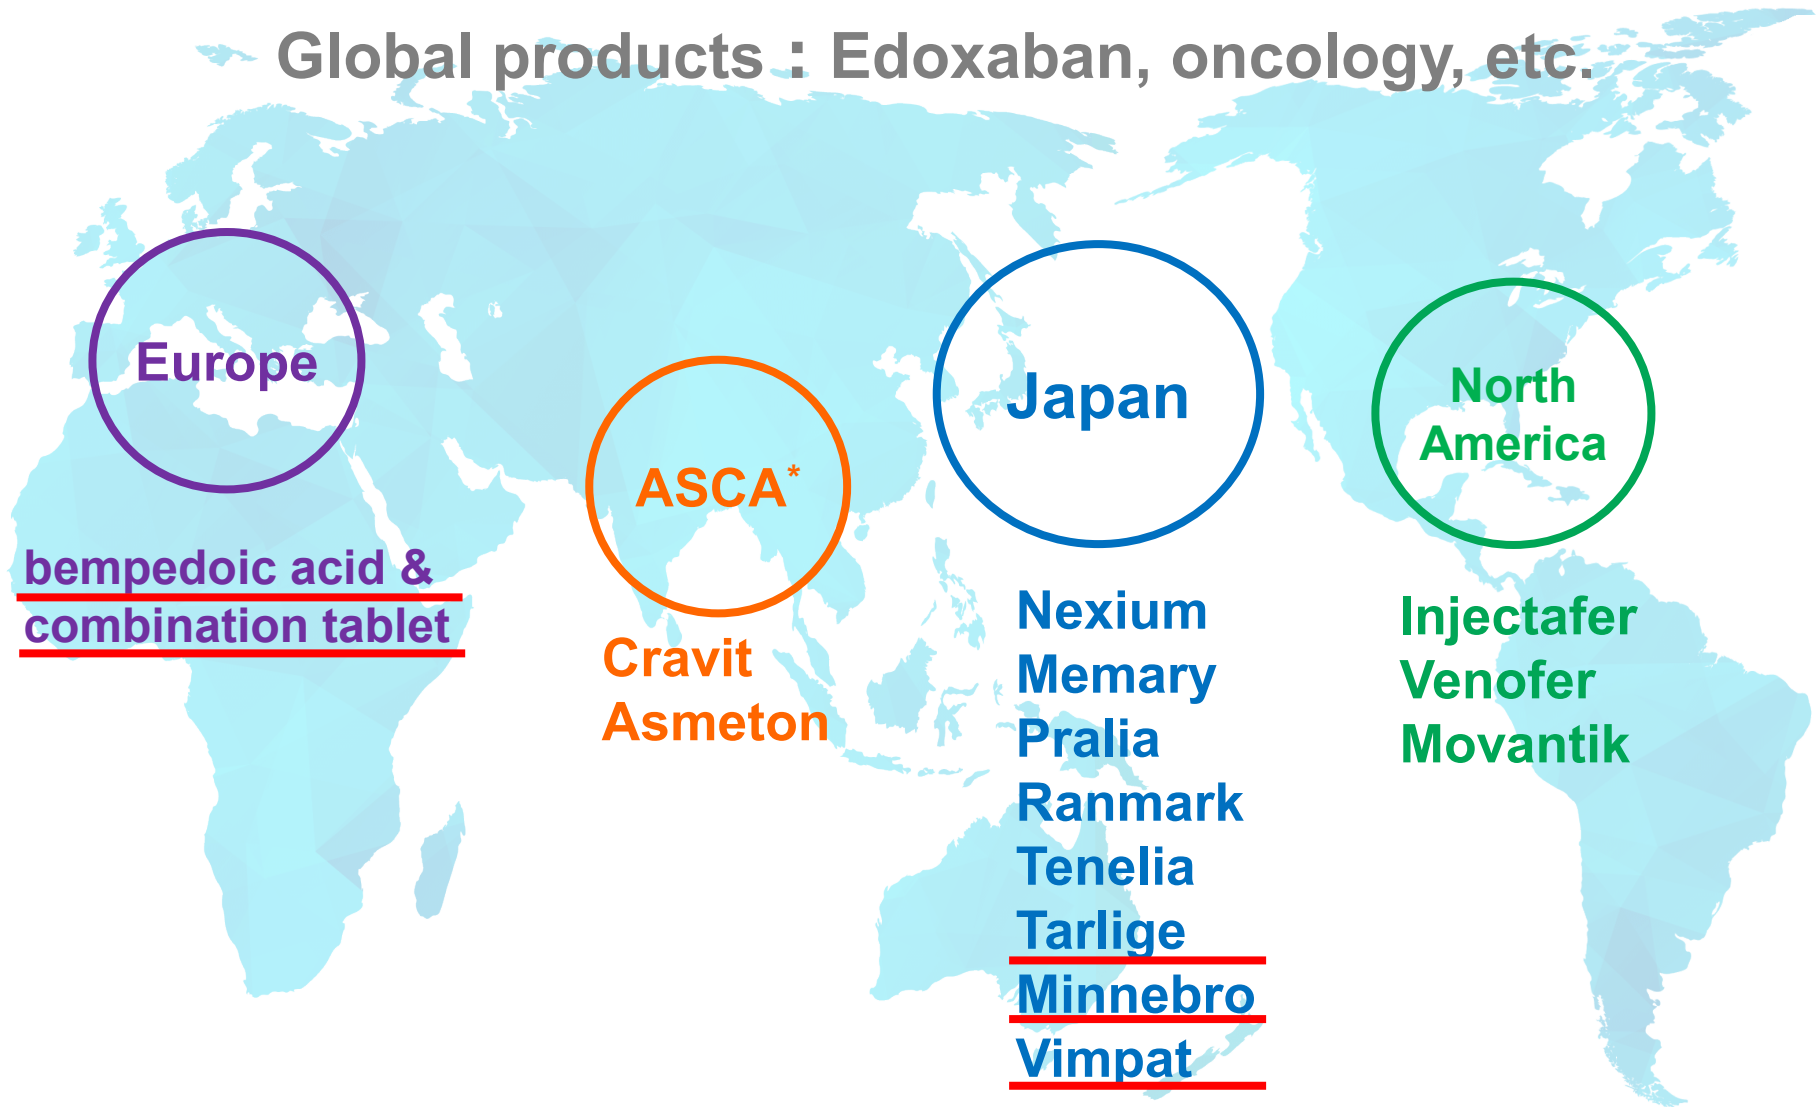 Global products：Edoxaban, oncology, etc.
Europe
bempedoic acid &
combination tablet
ASCA*
Cravit
Asmeton
Japan
Nexium
Memary
Pralia
Ranmark
Tenelia
Tarlige
Minnebro
Vimpat
North
America
Injectafer
Venofer
Movantik